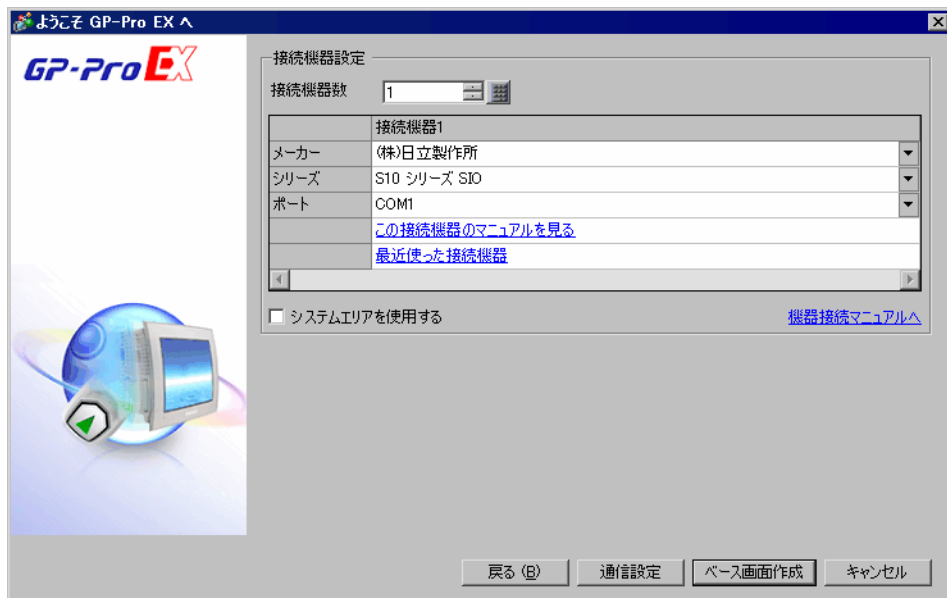 ようこそ GP-Pro EX へ
GP-Pro EX
接続機器設定
接続機器数 1
接続機器1
メーカー (株)日立製作所
シリーズ S10 シリーズ SIO
ポート COM1
この接続機器のマニュアルを見る
最近使った接続機器
システムエリアを使用する 機器接続マニュアルへ
戻る (B) 通信設定 ベース画面作成 キャンセル